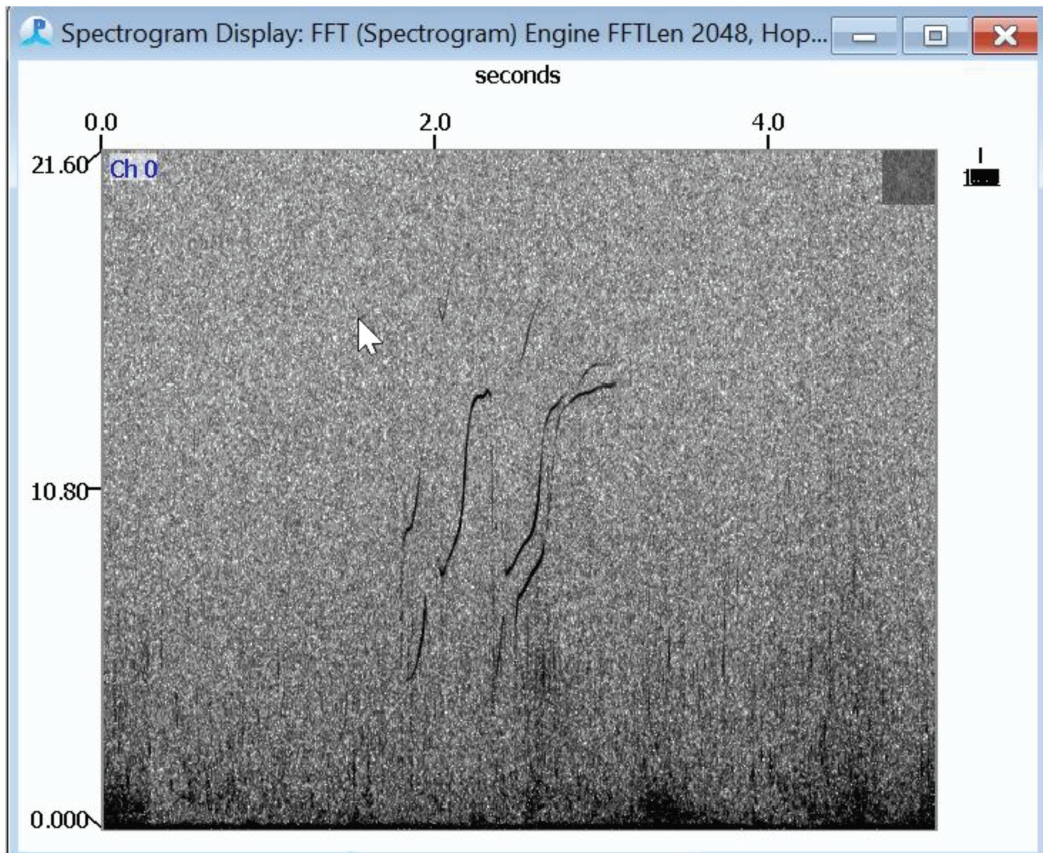 Spectrogram Display: FFT (Spectrogram) Engine FFTLen 2048, Hop...
seconds
0.0 2.0 4.0
21.60
Ch 0
10.80
0.000